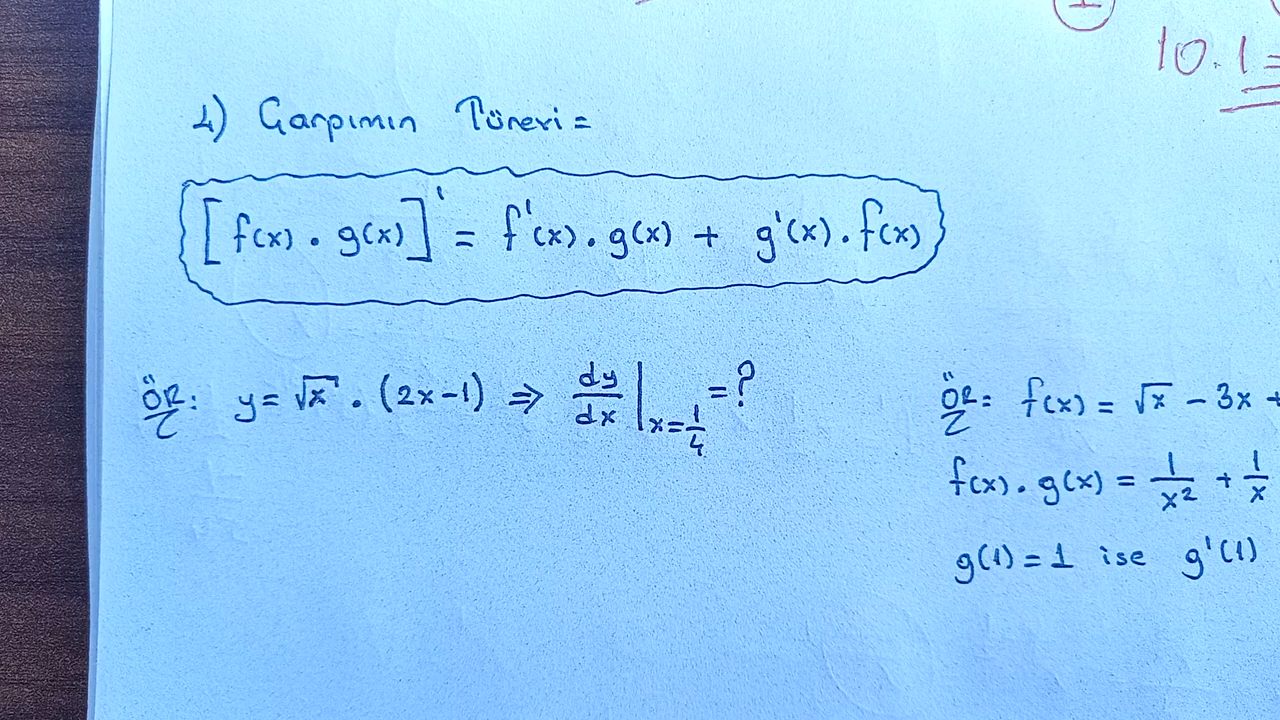 10.1=
4) Çarpımın Türevi=
[f(x) . g(x)]' = f'(x) . g(x) + g'(x) . f(x)
ÖR: y = √x . (2x-1) ⇒ dy/dx |x=1/4 = ?
ÖR: f(x) = √x - 3x +
f(x) . g(x) = 1/x² + 1/x
g(1) = 1 ise g'(1)